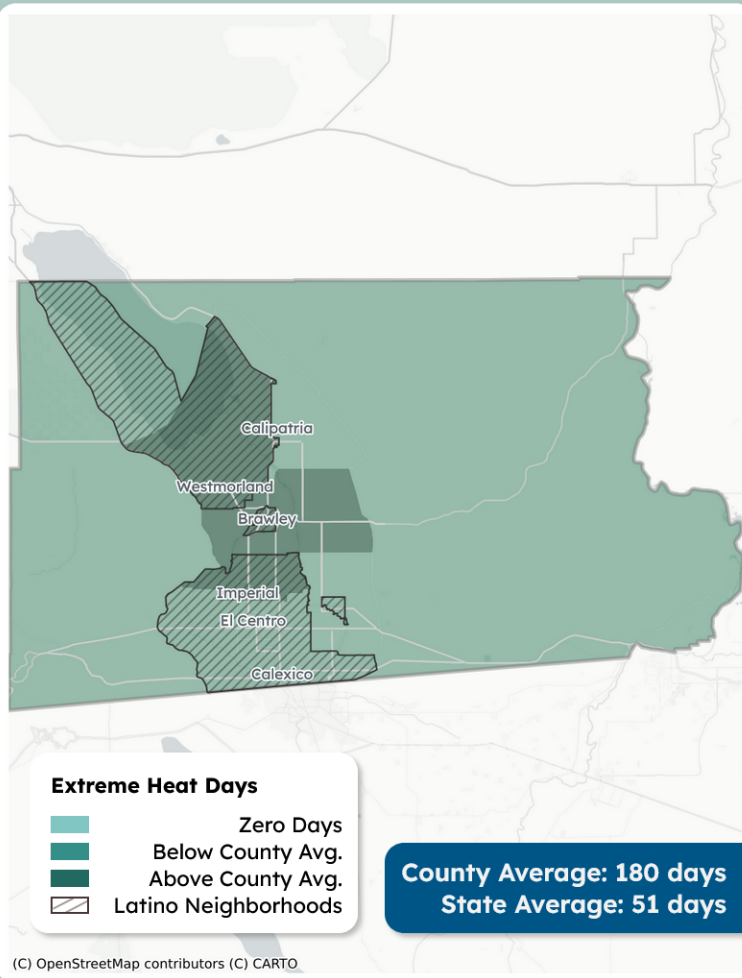 Calipatria
Westmorland
Brawley
Imperial
El Centro
Calexico
Extreme Heat Days
Zero Days
Below County Avg.
Above County Avg.
Latino Neighborhoods
County Average: 180 days
State Average: 51 days
(C) OpenStreetMap contributors (C) CARTO